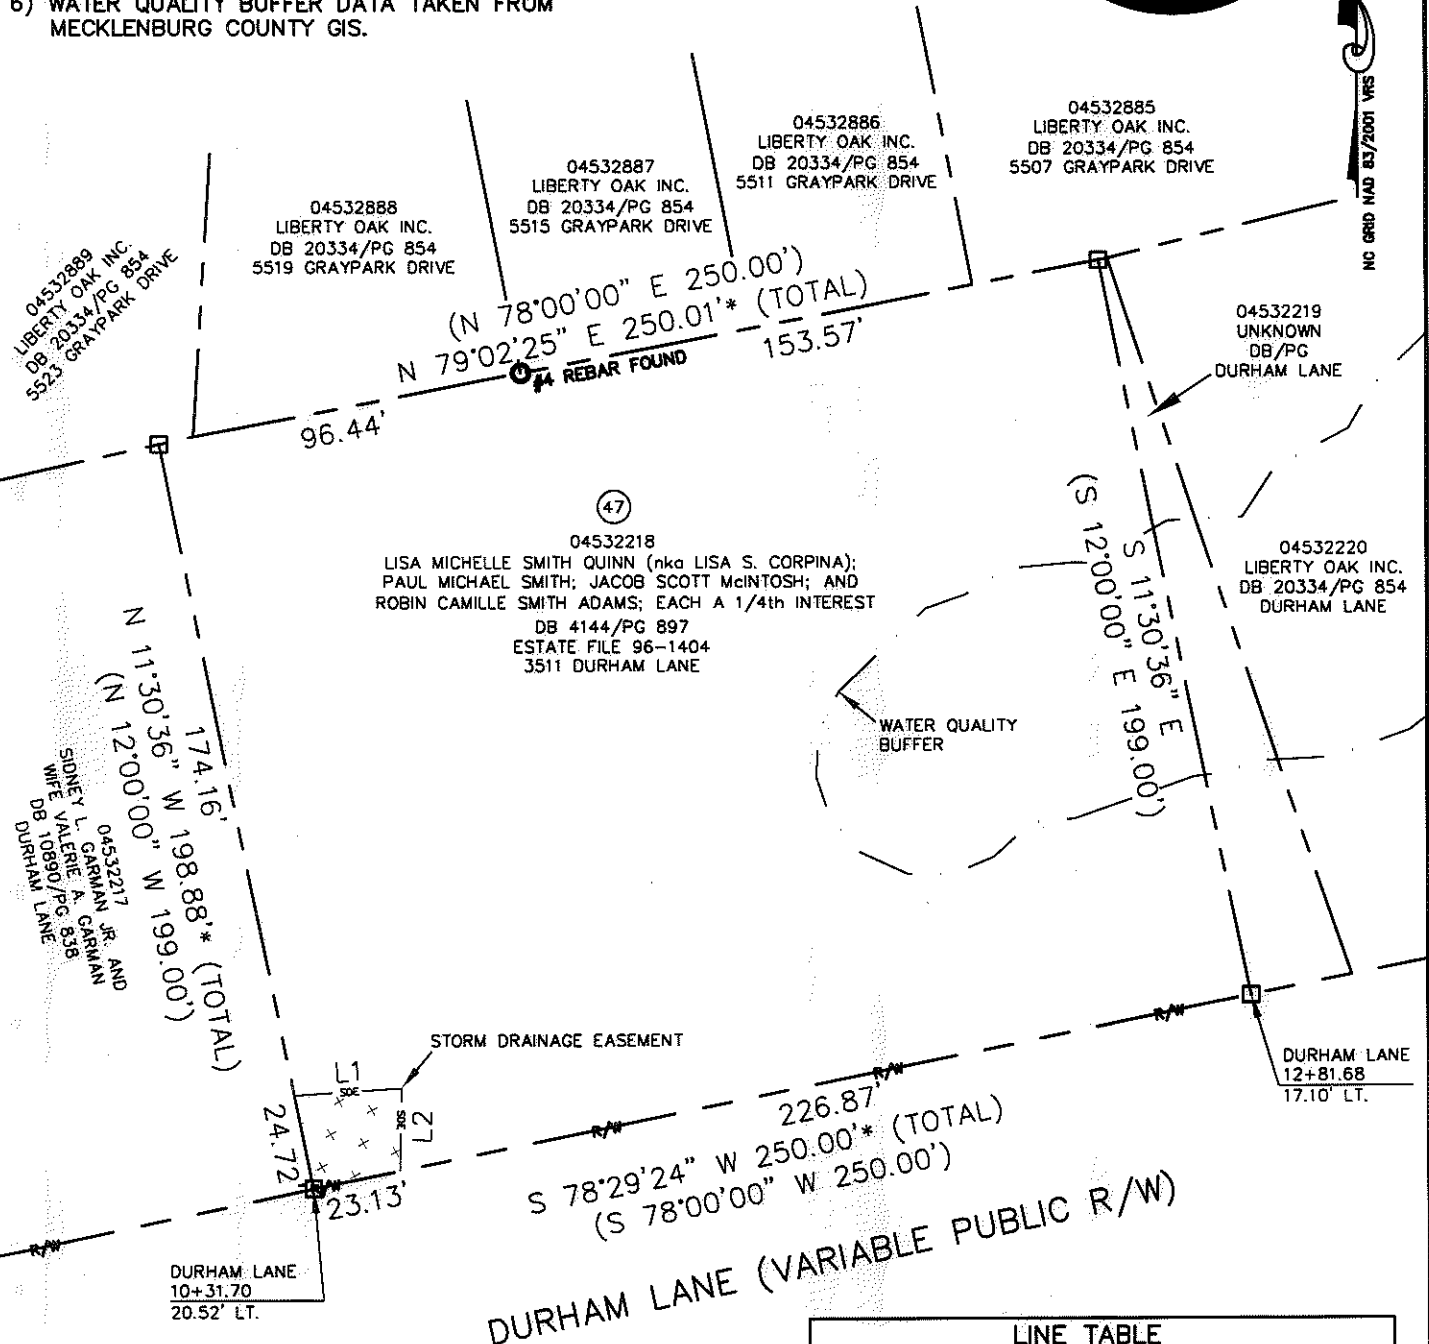 6) WATER QUALITY BUFFER DATA TAKEN FROM
MECKLENBURG COUNTY GIS.
NC GRID NAD 83/2001 VRS
04532889
LIBERTY OAK INC.
DB 20334/PG 854
5523 GRAYPARK DRIVE
04532888
LIBERTY OAK INC.
DB 20334/PG 854
5519 GRAYPARK DRIVE
04532887
LIBERTY OAK INC.
DB 20334/PG 854
5515 GRAYPARK DRIVE
04532886
LIBERTY OAK INC.
DB 20334/PG 854
5511 GRAYPARK DRIVE
04532885
LIBERTY OAK INC.
DB 20334/PG 854
5507 GRAYPARK DRIVE
(N 78°00'00" E 250.00')
N 79°02'25" E 250.01'* (TOTAL)
#4 REBAR FOUND
153.57'
96.44'
04532219
UNKNOWN
DB/PG
DURHAM LANE
47
04532218
LISA MICHELLE SMITH QUINN (nka LISA S. CORPINA);
PAUL MICHAEL SMITH; JACOB SCOTT McINTOSH; AND
ROBIN CAMILLE SMITH ADAMS; EACH A 1/4th INTEREST
DB 4144/PG 897
ESTATE FILE 96-1404
3511 DURHAM LANE
S 11°30'36" E
(S 12°00'00" E 199.00')
04532220
LIBERTY OAK INC.
DB 20334/PG 854
DURHAM LANE
WATER QUALITY
BUFFER
174.16'
N 11°30'36" W 198.88'* (TOTAL)
(N 12°00'00" W 199.00')
04532217
SIDNEY L. GARMAN JR. AND
WIFE VALERIE A. GARMAN
DB 10890/PG 838
DURHAM LANE
STORM DRAINAGE EASEMENT
L1
SDE
SDE
L2
24.72
23.13'
R/W
R/W
R/W
R/W
R/W
226.87'
S 78°29'24" W 250.00'* (TOTAL)
(S 78°00'00" W 250.00')
DURHAM LANE
12+81.68
17.10' LT.
DURHAM LANE
10+31.70
20.52' LT.
DURHAM LANE (VARIABLE PUBLIC R/W)
LINE TABLE